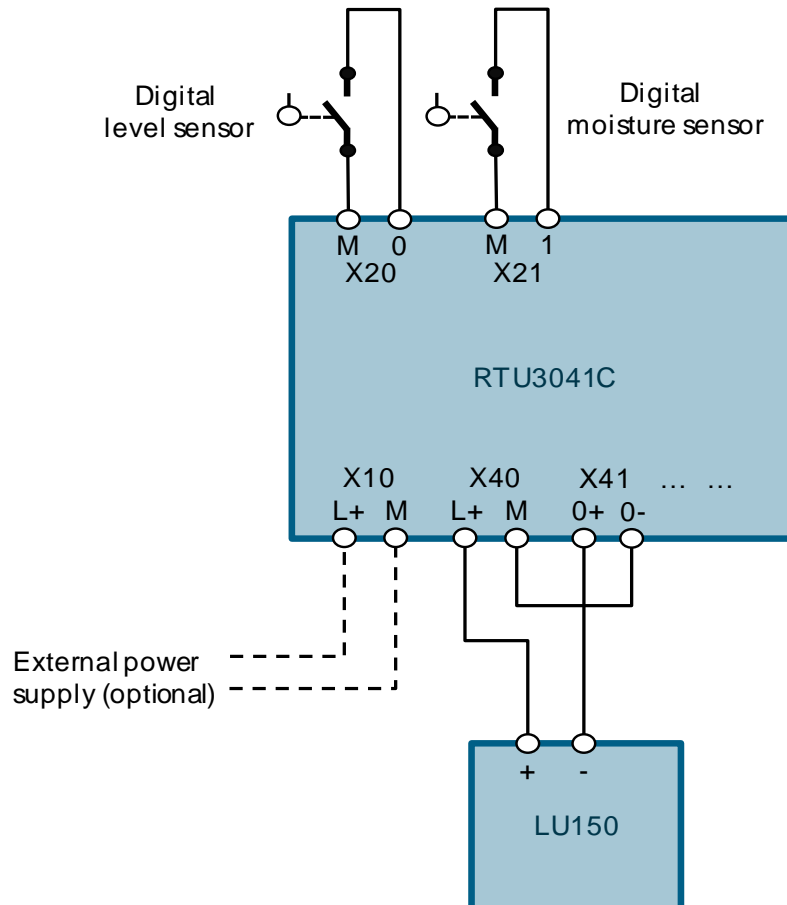 Digital
level sensor
Digital
moisture sensor
M 0 M 1
X20 X21
RTU3041C
X10 X40 X41 ... ...
L+ M L+ M 0+ 0-
External power
supply (optional)
+ -
LU150